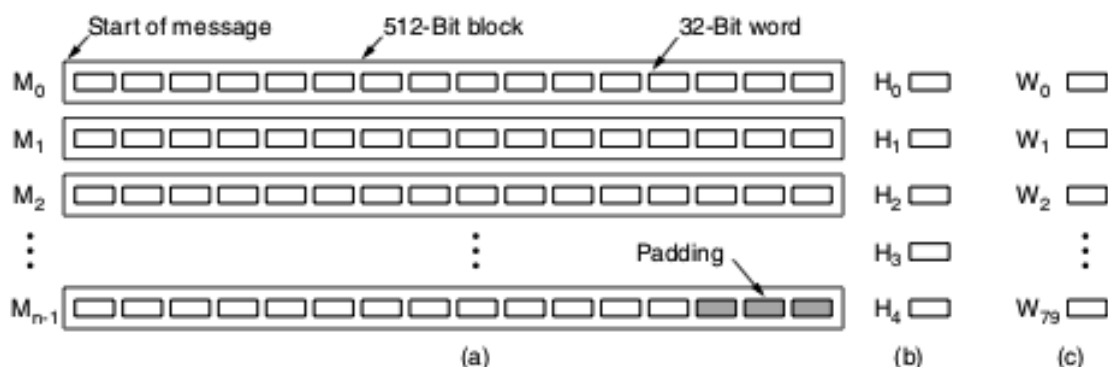 Start of message 512-Bit block 32-Bit word
M0 H0 W0
M1 H1 W1
M2 H2 W2
H3
Padding
Mn-1 H4 W79
(a) (b) (c)